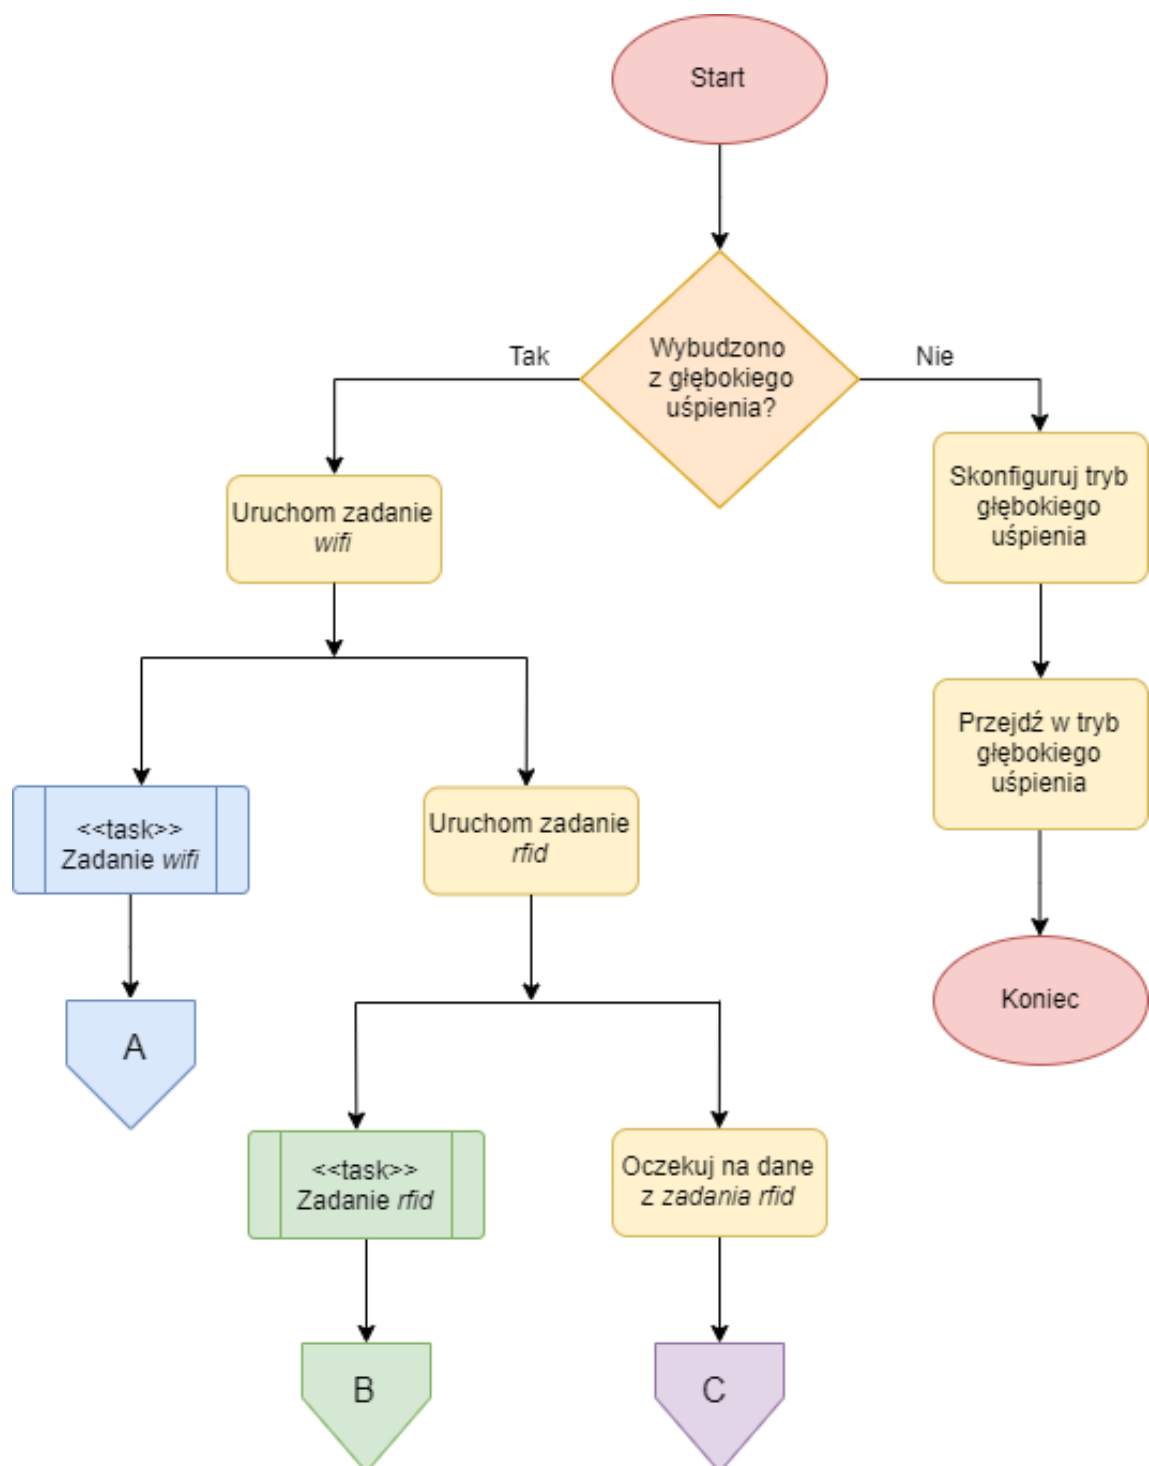 Start
Tak
Wybudzono
z głębokiego
uśpienia?
Nie
Uruchom zadanie
wifi
Skonfiguruj tryb
głębokiego
uśpienia
Przejdź w tryb
głębokiego
uśpienia
<<task>>
Zadanie wifi
Uruchom zadanie
rfid
Koniec
A
<<task>>
Zadanie rfid
Oczekuj na dane
z zadania rfid
B
C